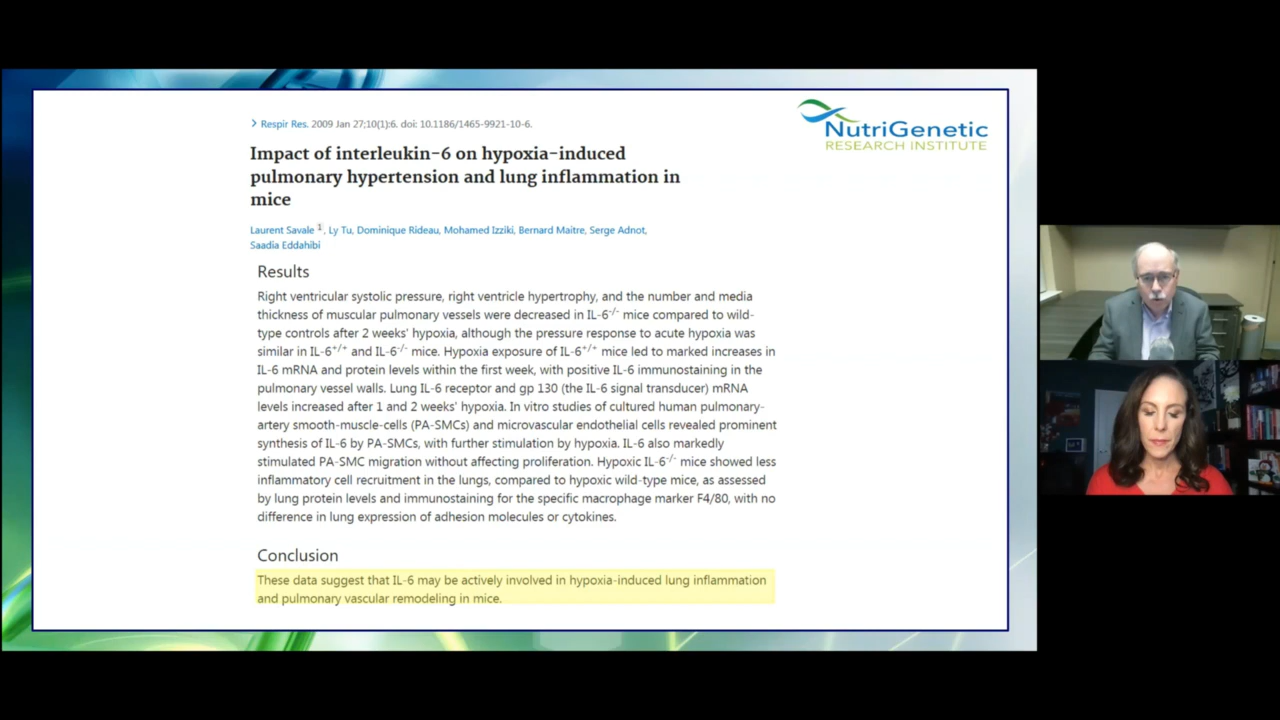 NutriGenetic
RESEARCH INSTITUTE
Respir Res. 2009 Jan 27;10(1):6. doi: 10.1186/1465-9921-10-6.
Impact of interleukin-6 on hypoxia-induced
pulmonary hypertension and lung inflammation in
mice
Laurent Savale 1, Ly Tu, Dominique Rideau, Mohamed Izziki, Bernard Maitre, Serge Adnot,
Saadia Eddahibi
Results
Right ventricular systolic pressure, right ventricle hypertrophy, and the number and media
thickness of muscular pulmonary vessels were decreased in IL-6-/- mice compared to wild-
type controls after 2 weeks' hypoxia, although the pressure response to acute hypoxia was
similar in IL-6+/+ and IL-6-/- mice. Hypoxia exposure of IL-6+/+ mice led to marked increases in
IL-6 mRNA and protein levels within the first week, with positive IL-6 immunostaining in the
pulmonary vessel walls. Lung IL-6 receptor and gp 130 (the IL-6 signal transducer) mRNA
levels increased after 1 and 2 weeks' hypoxia. In vitro studies of cultured human pulmonary-
artery smooth-muscle-cells (PA-SMCs) and microvascular endothelial cells revealed prominent
synthesis of IL-6 by PA-SMCs, with further stimulation by hypoxia. IL-6 also markedly
stimulated PA-SMC migration without affecting proliferation. Hypoxic IL-6-/- mice showed less
inflammatory cell recruitment in the lungs, compared to hypoxic wild-type mice, as assessed
by lung protein levels and immunostaining for the specific macrophage marker F4/80, with no
difference in lung expression of adhesion molecules or cytokines.
Conclusion
These data suggest that IL-6 may be actively involved in hypoxia-induced lung inflammation
and pulmonary vascular remodeling in mice.